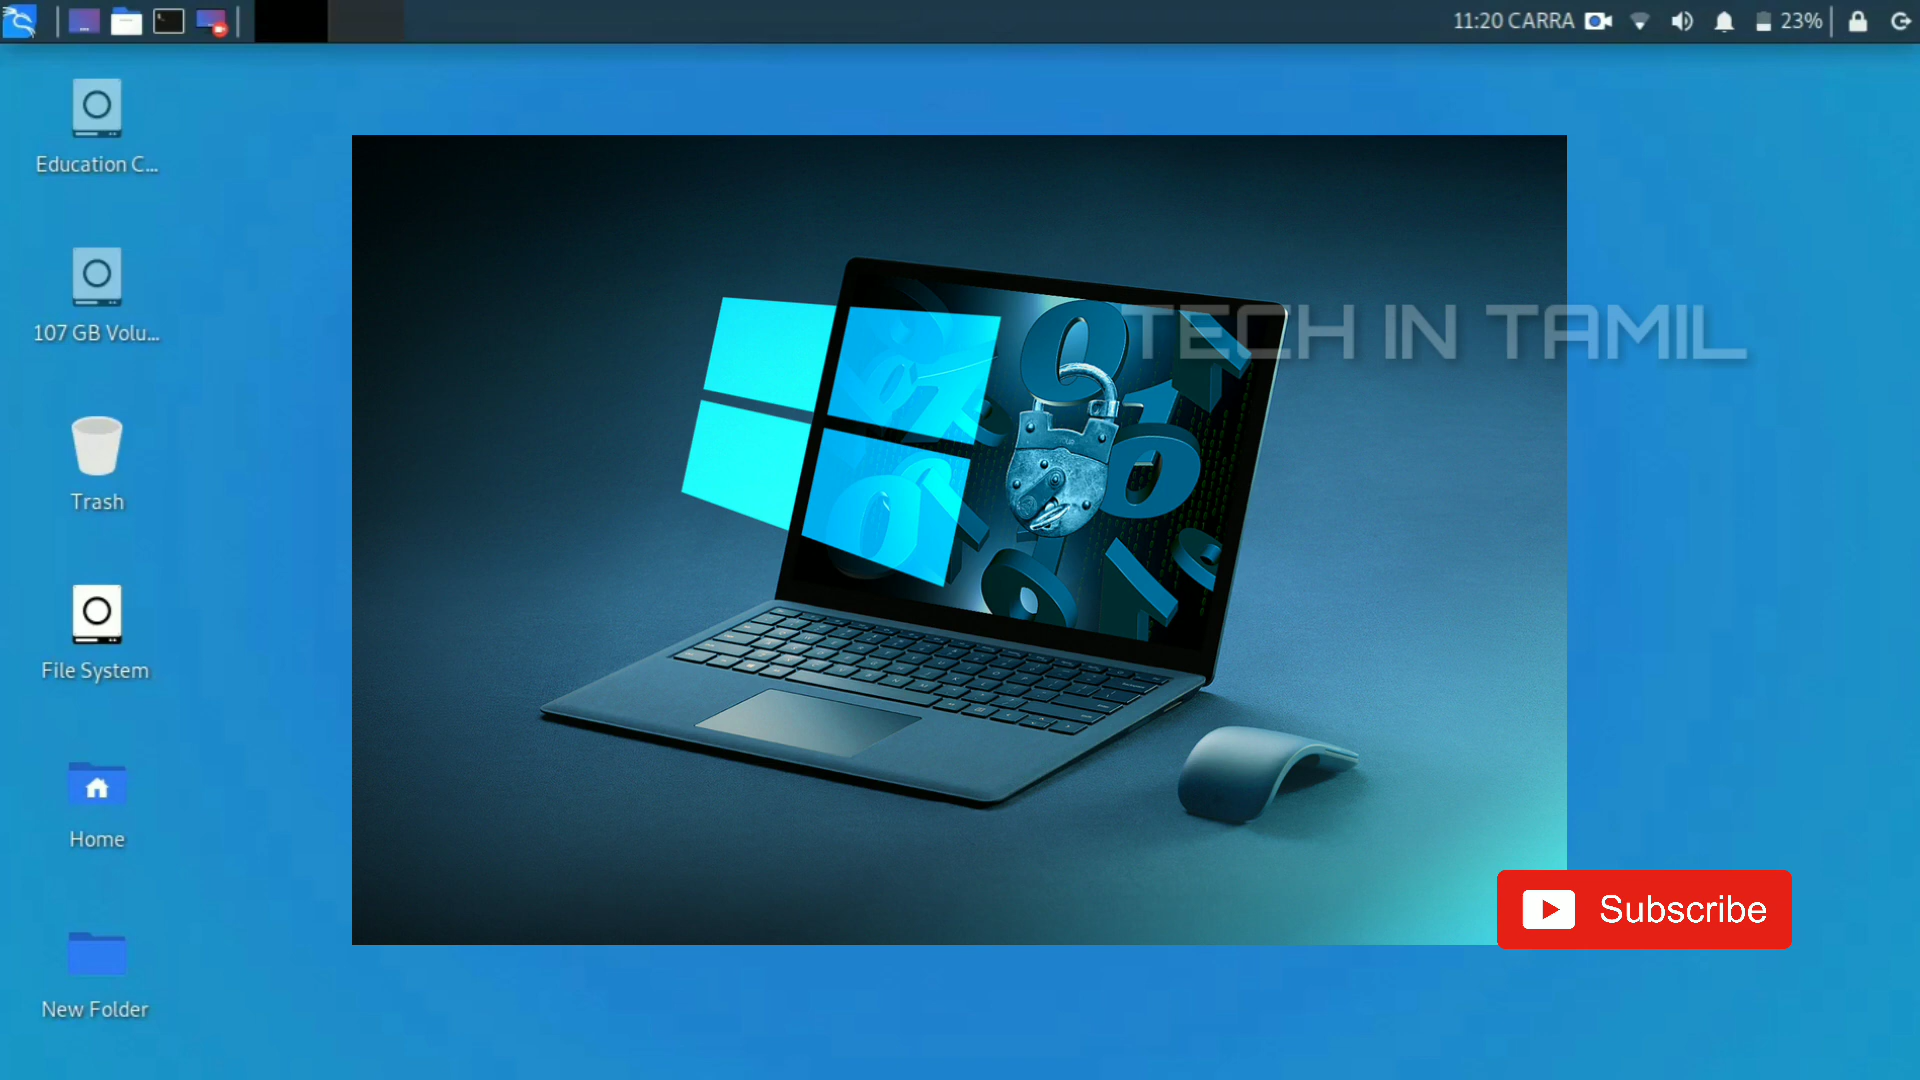 11:20 CARRA
23%
Education C...
107 GB Volu...
TECH IN TAMIL
Trash
File System
Home
Subscribe
New Folder